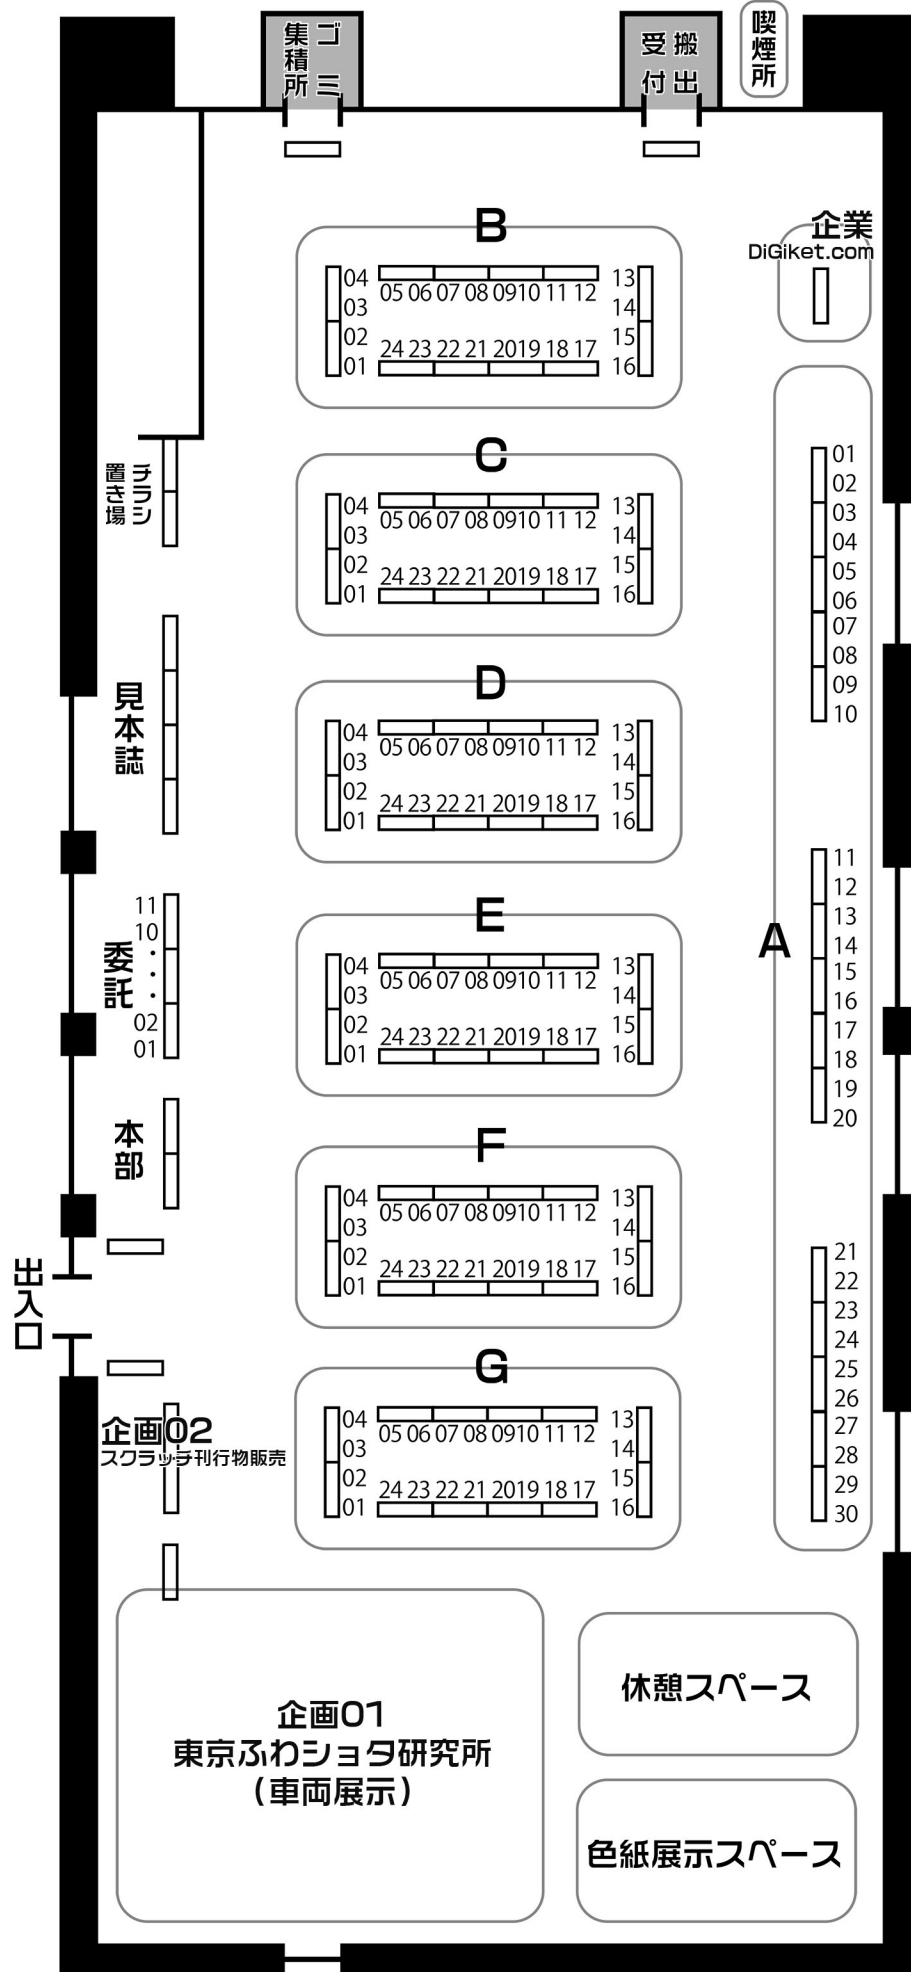 ゴミ
集積所
搬出
受付
喫煙所
企業
DiGiket.com
B
04
03
02
01
05 06 07 08 09 10 11 12
24 23 22 21 20 19 18 17
13
14
15
16
C
04
03
02
01
05 06 07 08 09 10 11 12
24 23 22 21 20 19 18 17
13
14
15
16
D
04
03
02
01
05 06 07 08 09 10 11 12
24 23 22 21 20 19 18 17
13
14
15
16
E
04
03
02
01
05 06 07 08 09 10 11 12
24 23 22 21 20 19 18 17
13
14
15
16
F
04
03
02
01
05 06 07 08 09 10 11 12
24 23 22 21 20 19 18 17
13
14
15
16
G
04
03
02
01
05 06 07 08 09 10 11 12
24 23 22 21 20 19 18 17
13
14
15
16
A
01
02
03
04
05
06
07
08
09
10
11
12
13
14
15
16
17
18
19
20
21
22
23
24
25
26
27
28
29
30
チラシ
置き場
見本誌
委託
11
10
・
・
・
02
01
本部
出入口
企画02
スクラッチ刊行物販売
企画01
東京ふわショタ研究所
(車両展示)
休憩スペース
色紙展示スペース